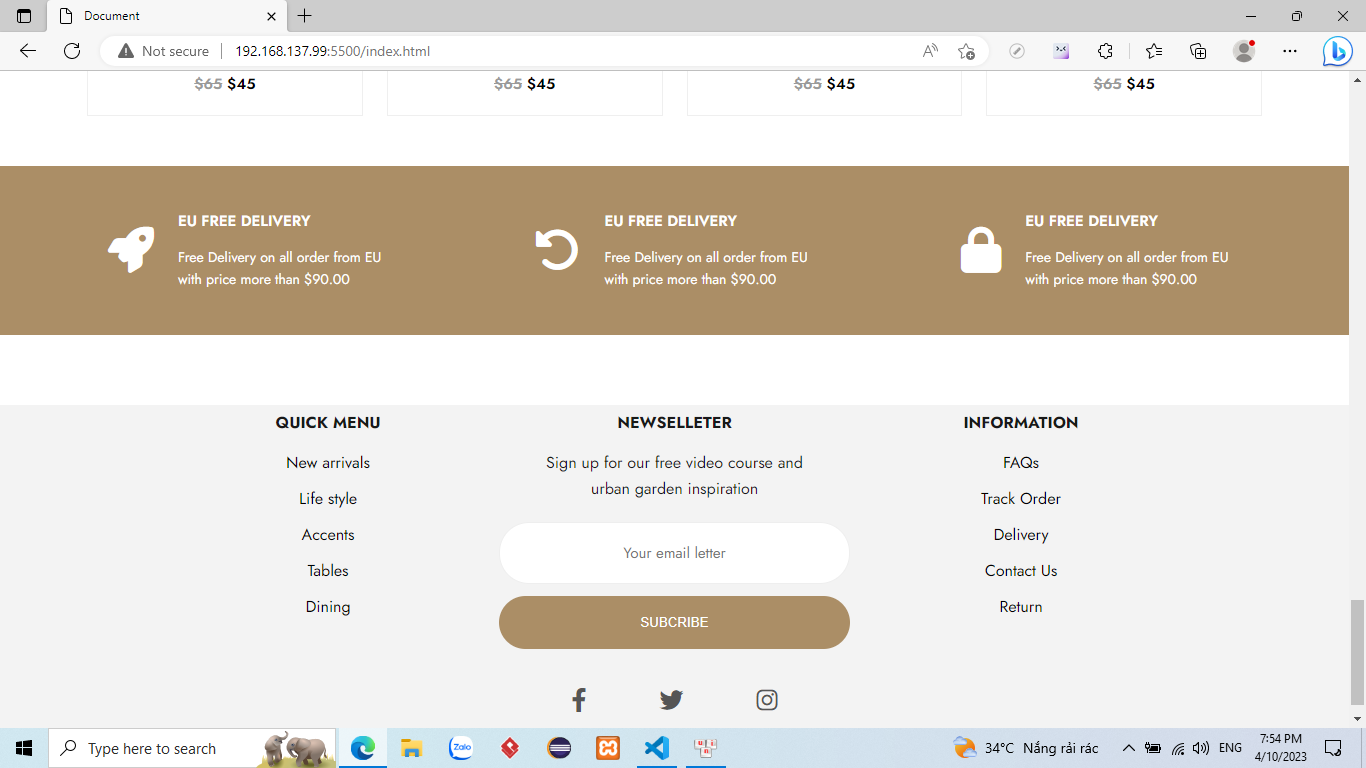 Document
Not secure 192.168.137.99:5500/index.html
$65 $45 $65 $45 $65 $45 $65 $45
EU FREE DELIVERY
Free Delivery on all order from EU
with price more than $90.00
EU FREE DELIVERY
Free Delivery on all order from EU
with price more than $90.00
EU FREE DELIVERY
Free Delivery on all order from EU
with price more than $90.00
QUICK MENU
New arrivals
Life style
Accents
Tables
Dining
NEWSELLETER
Sign up for our free video course and
urban garden inspiration
Your email letter
SUBCRIBE
INFORMATION
FAQs
Track Order
Delivery
Contact Us
Return
Type here to search
Zalo
34°C Nắng rải rác
ENG
7:54 PM
4/10/2023